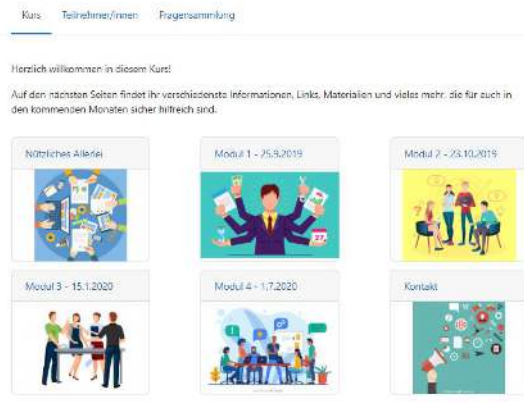 Kurs Teilnehmer/innen Fragensammlung
Herzlich willkommen in diesem Kurs!
Auf den nächsten Seiten findet ihr verschiedenste Informationen, Links, Materialien und vieles mehr, die für euch in
den kommenden Monaten sicher hilfreich sind.
Nützliches Allerlei
Modul 1 - 25.9.2019
Modul 2 - 23.10.2019
27
Modul 3 - 15.1.2020
Modul 4 - 1.7.2020
Kontakt